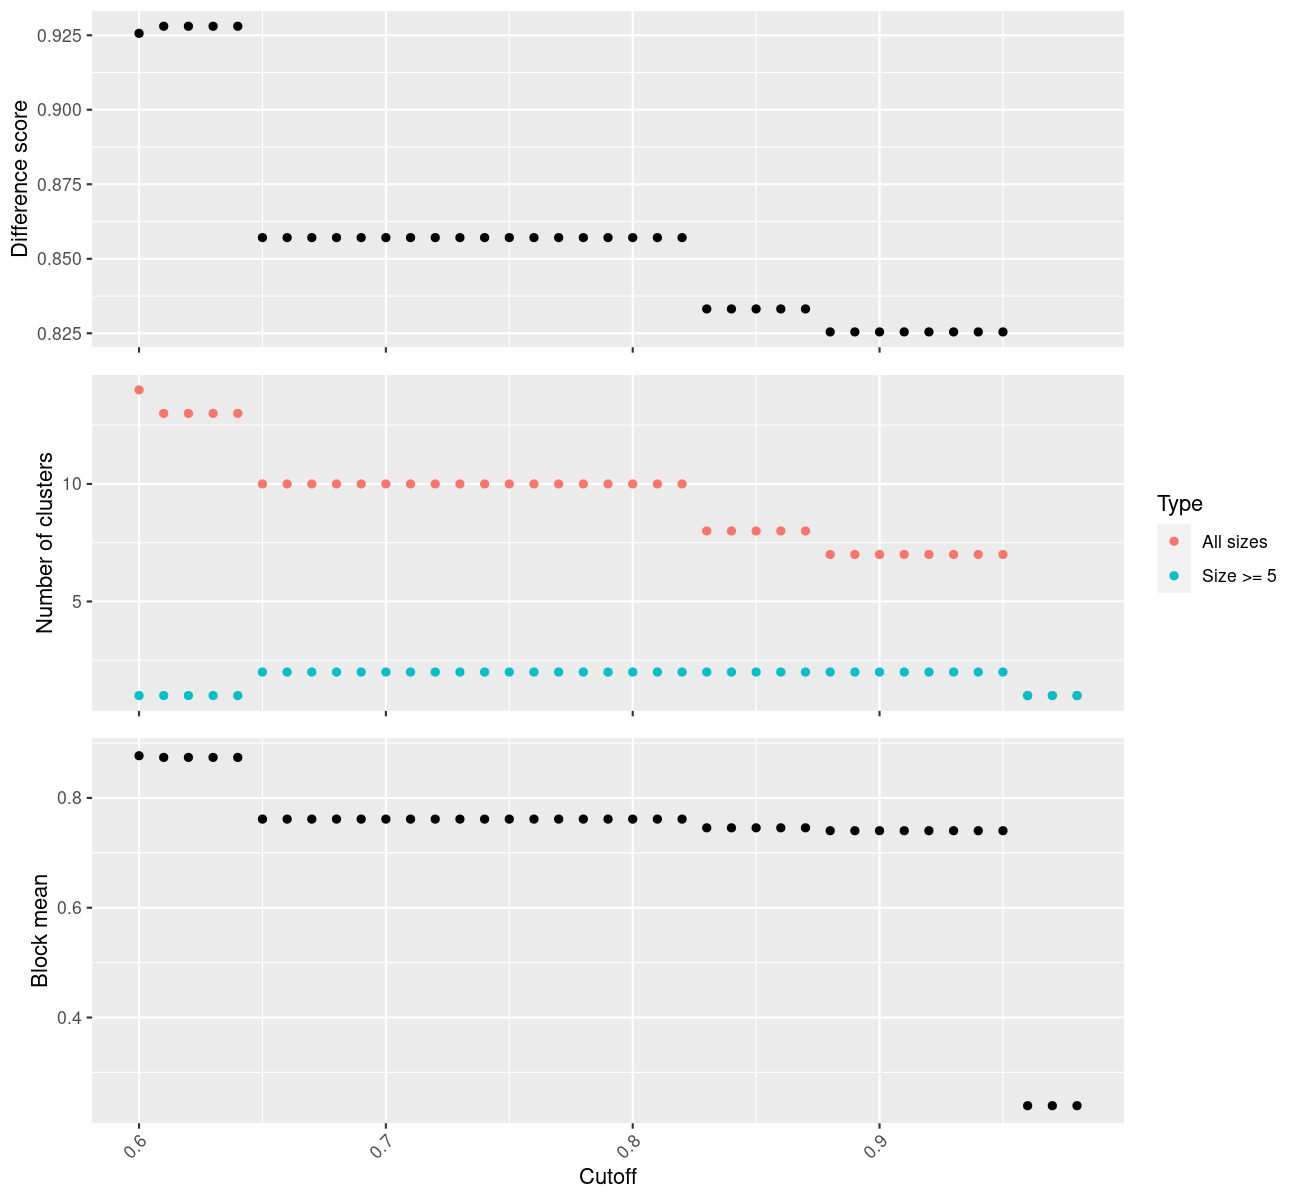 Difference score
0.925
0.900
0.875
0.850
0.825
Number of clusters
10
5
Type
All sizes
Size >= 5
Block mean
0.8
0.6
0.4
0.6
0.7
0.8
0.9
Cutoff